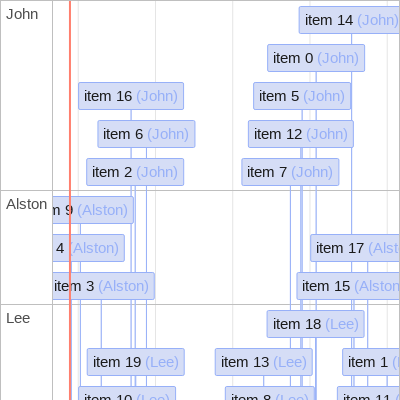 John
item 14 (John)
item 0 (John)
item 16 (John) item 5 (John)
item 6 (John) item 12 (John)
item 2 (John) item 7 (John)
Alston
9 (Alston)
4 (Alston) item 17 (Alst
item 3 (Alston) item 15 (Alston
Lee
item 18 (Lee)
item 19 (Lee) item 13 (Lee) item 1 (
item 10 (Lee) item 8 (Lee) item 11 (